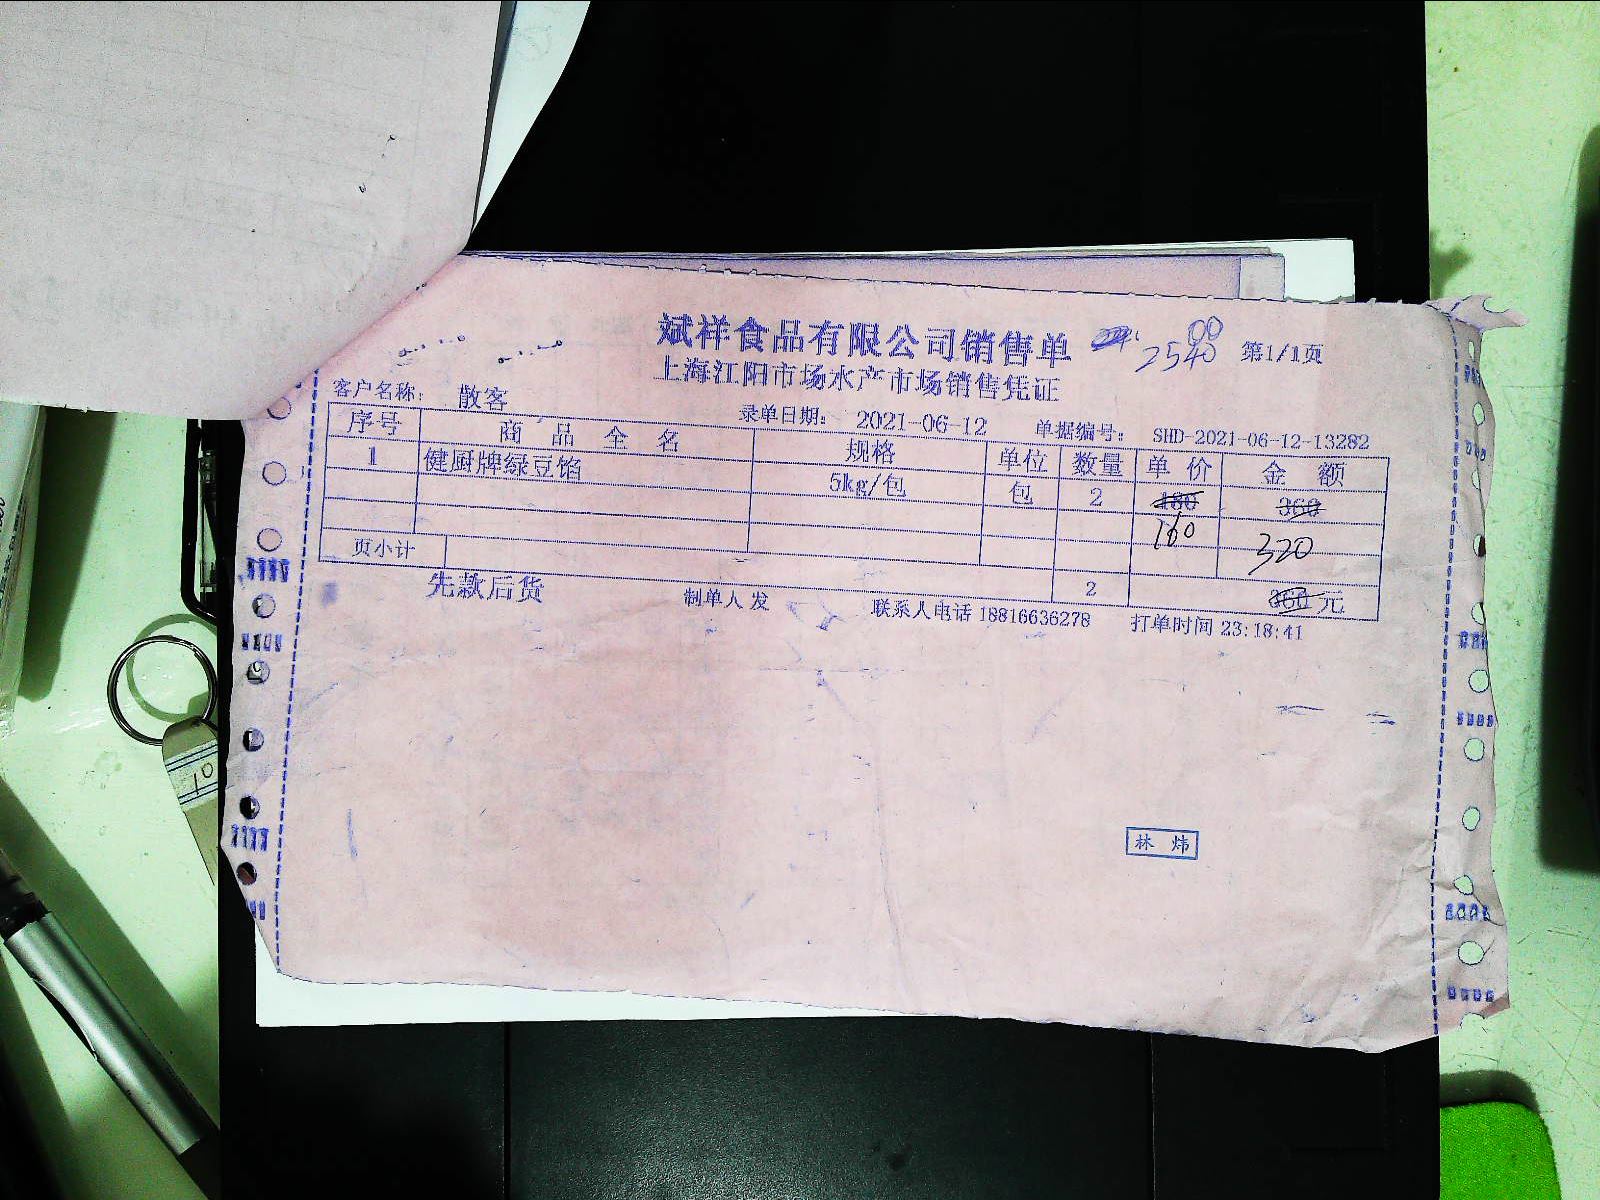 斌祥食品有限公司销售单
2540 00
第1/1页
上海江阳市场水产市场销售凭证
客户名称: 散客 录单日期: 2021-06-12 单据编号: SHD-2021-06-12-13282
序号 商品全名 规格 单位 数量 单价 金额
1 健厨牌绿豆馅 5kg/包 包 2 180 360
160 320
页小计 2 360元
先款后货 制单人 发 联系人电话 18816636278 打单时间 23:18:41
林炜
10